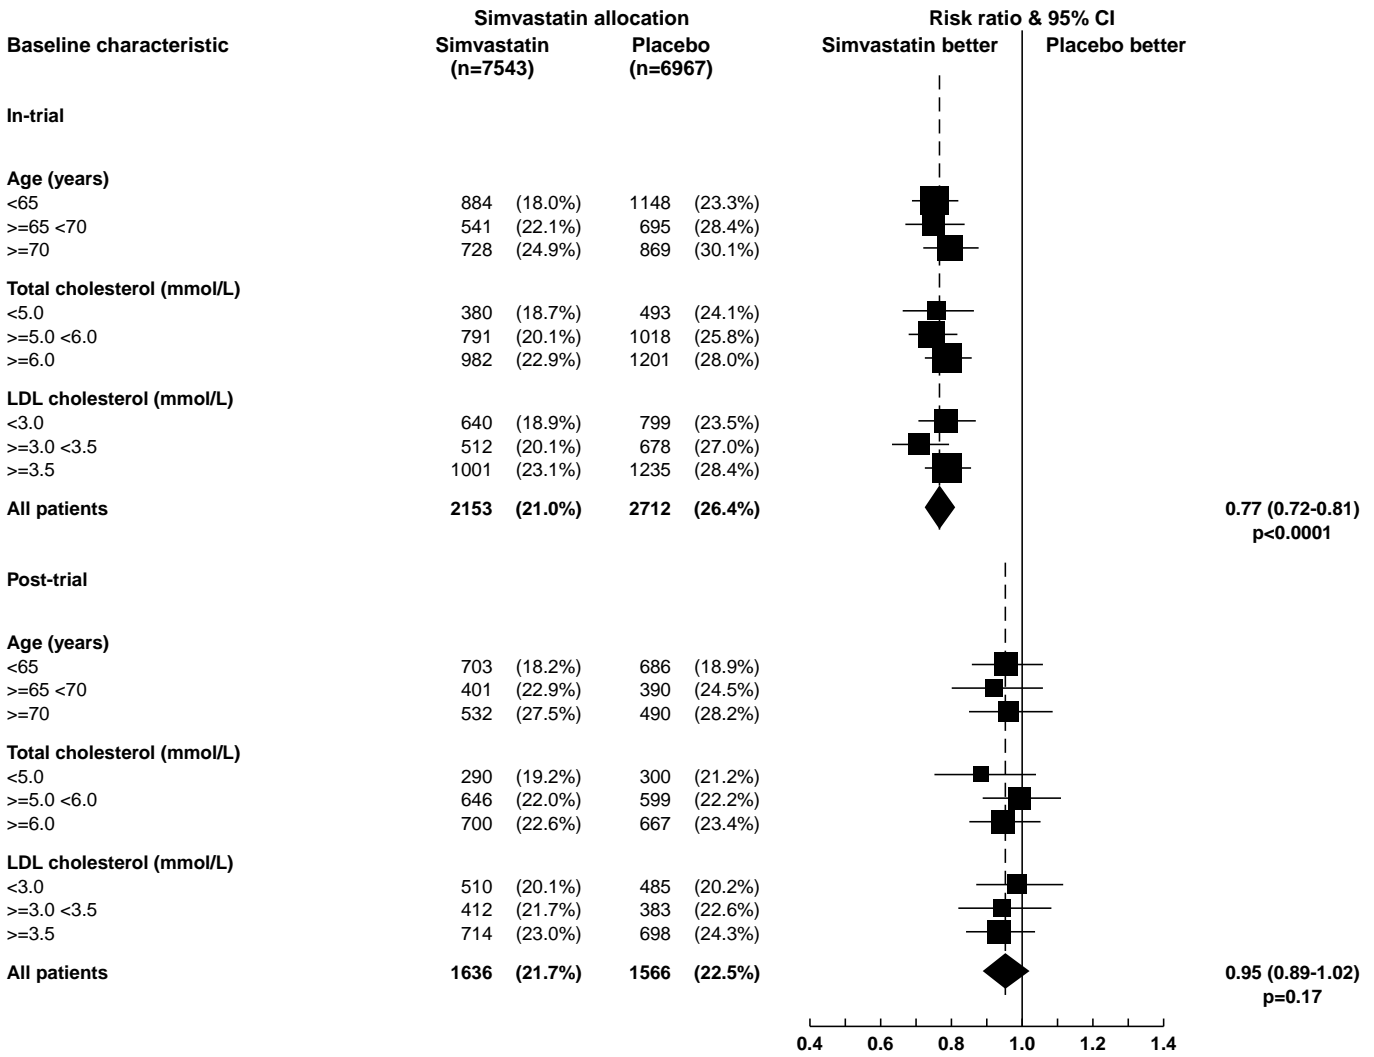 Simvastatin allocation Risk ratio & 95% CI
Baseline characteristic Simvastatin Placebo Simvastatin better Placebo better
(n=7543) (n=6967)
In-trial
Age (years)
<65 884 (18.0%) 1148 (23.3%)
>=65 <70 541 (22.1%) 695 (28.4%)
>=70 728 (24.9%) 869 (30.1%)
Total cholesterol (mmol/L)
<5.0 380 (18.7%) 493 (24.1%)
>=5.0 <6.0 791 (20.1%) 1018 (25.8%)
>=6.0 982 (22.9%) 1201 (28.0%)
LDL cholesterol (mmol/L)
<3.0 640 (18.9%) 799 (23.5%)
>=3.0 <3.5 512 (20.1%) 678 (27.0%)
>=3.5 1001 (23.1%) 1235 (28.4%)
All patients 2153 (21.0%) 2712 (26.4%) 0.77 (0.72-0.81)
p<0.0001
Post-trial
Age (years)
<65 703 (18.2%) 686 (18.9%)
>=65 <70 401 (22.9%) 390 (24.5%)
>=70 532 (27.5%) 490 (28.2%)
Total cholesterol (mmol/L)
<5.0 290 (19.2%) 300 (21.2%)
>=5.0 <6.0 646 (22.0%) 599 (22.2%)
>=6.0 700 (22.6%) 667 (23.4%)
LDL cholesterol (mmol/L)
<3.0 510 (20.1%) 485 (20.2%)
>=3.0 <3.5 412 (21.7%) 383 (22.6%)
>=3.5 714 (23.0%) 698 (24.3%)
All patients 1636 (21.7%) 1566 (22.5%) 0.95 (0.89-1.02)
p=0.17
0.4 0.6 0.8 1.0 1.2 1.4